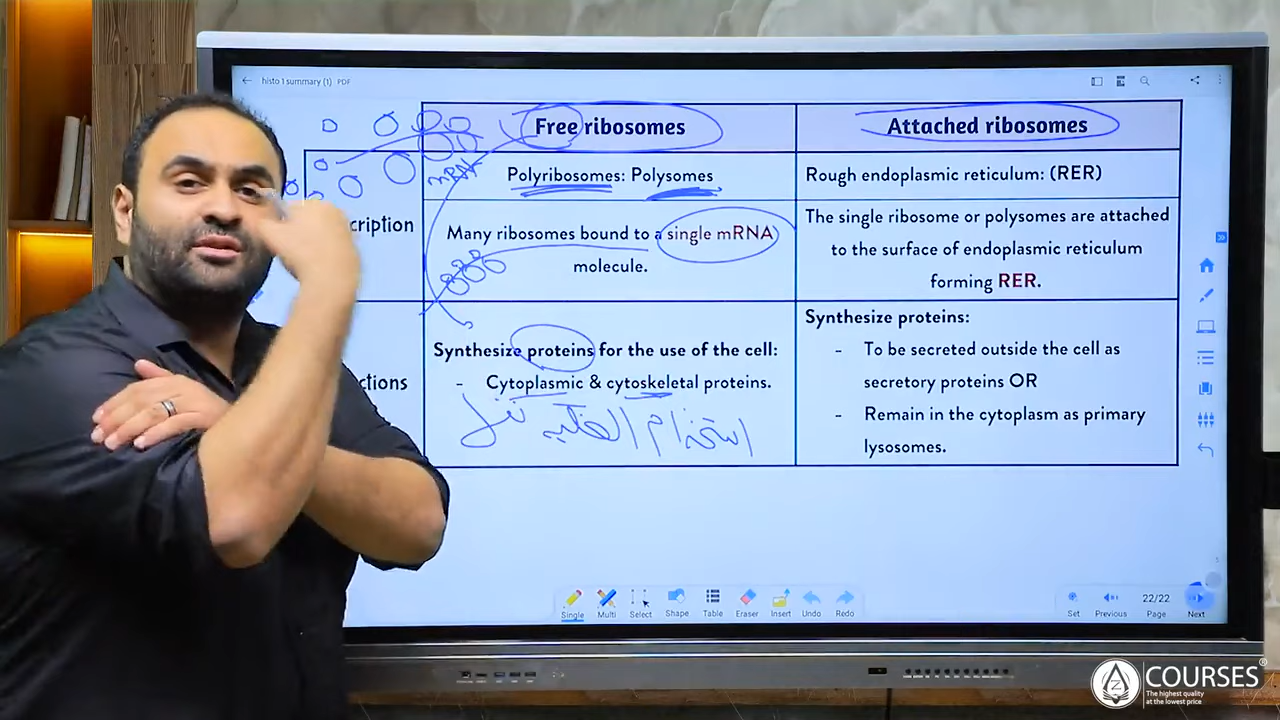 histo 1 summary (1) PDF
Free ribosomes
Attached ribosomes
mRNA
cription
Polyribosomes: Polysomes
Rough endoplasmic reticulum: (RER)
Many ribosomes bound to a single mRNA
molecule.
The single ribosome or polysomes are attached
to the surface of endoplasmic reticulum
forming RER.
ctions
Synthesize proteins for the use of the cell:
- Cytoplasmic & cytoskeletal proteins.
استخدام الخلية
Synthesize proteins:
- To be secreted outside the cell as
secretory proteins OR
- Remain in the cytoplasm as primary
lysosomes.
Single Multi Select Shape Table Eraser Insert Undo Redo
Set Previous 22/22 Page Next
COURSES®
The highest quality
at the lowest price